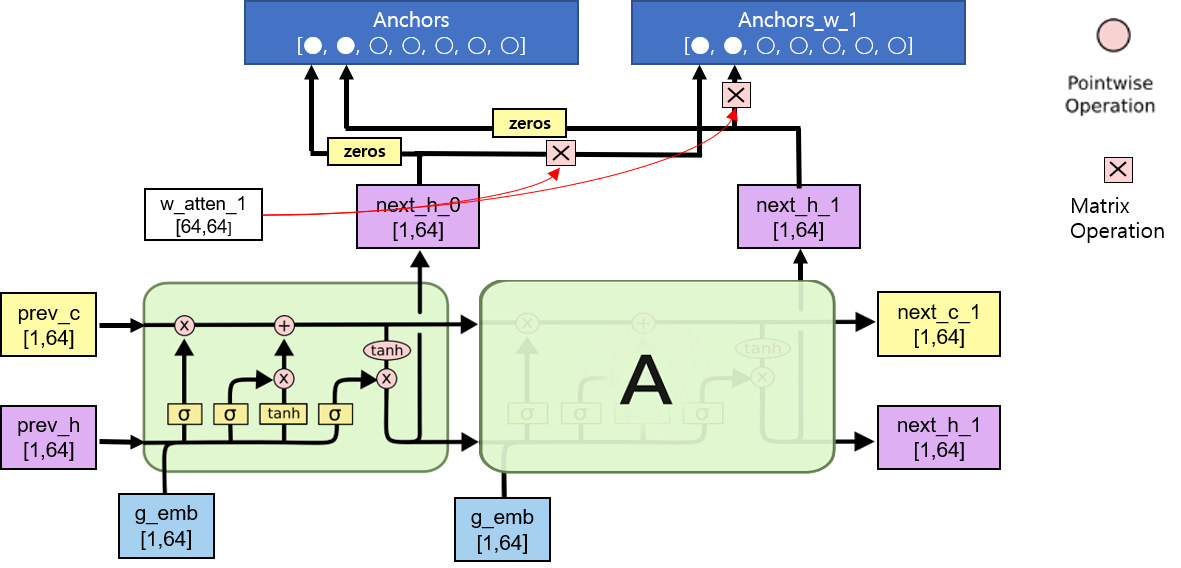 Anchors
[●, ●, ○, ○, ○, ○, ○]
Anchors_w_1
[●, ●, ○, ○, ○, ○, ○]
Pointwise
Operation
Matrix
Operation
zeros
zeros
w_atten_1
[64,64]
next_h_0
[1,64]
next_h_1
[1,64]
prev_c
[1,64]
x
+
tanh
x
x
σ
σ
tanh
σ
prev_h
[1,64]
g_emb
[1,64]
x
+
tanh
x
A
σ
σ
σ
g_emb
[1,64]
next_c_1
[1,64]
next_h_1
[1,64]